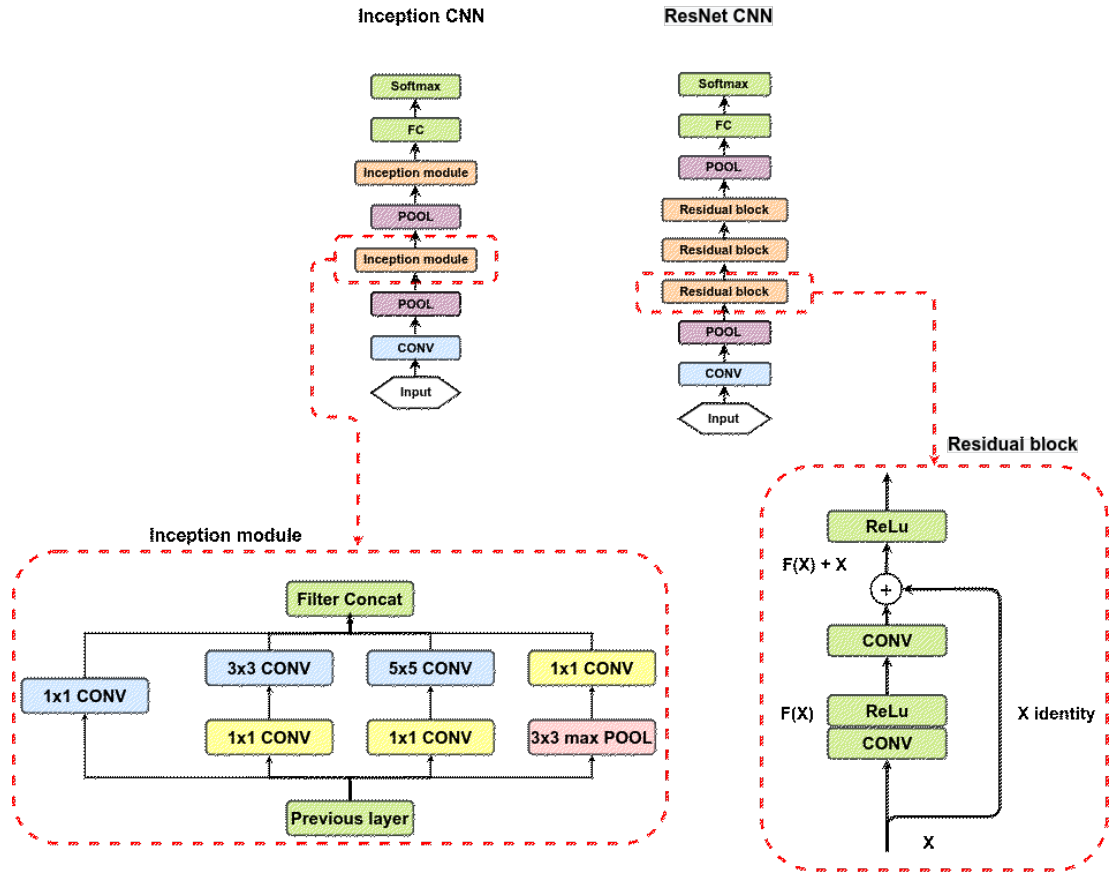 Inception CNN
Softmax
FC
Inception module
POOL
Inception module
POOL
CONV
Input
ResNet CNN
Softmax
FC
POOL
Residual block
Residual block
Residual block
POOL
CONV
Input
Inception module
Filter Concat
1x1 CONV
3x3 CONV
5x5 CONV
1x1 CONV
1x1 CONV
1x1 CONV
3x3 max POOL
Previous layer
Residual block
ReLu
F(X) + X
+
CONV
F(X)
ReLu
CONV
X identity
X